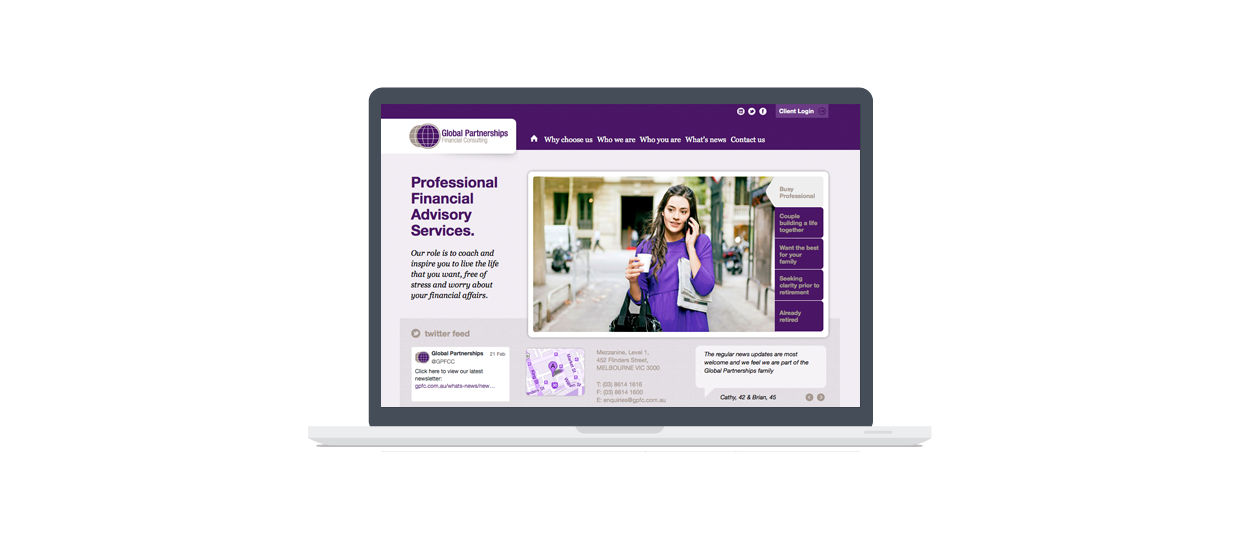 Client Login
Global Partnerships
Financial Consulting
Why choose us Who we are Who you are What's news Contact us
Professional
Financial
Advisory
Services.
Our role is to coach and
inspire you to live the life
that you want, free of
stress and worry about
your financial affairs.
Busy
Professional
Couple
building a life
together
Want the best
for your
family
Seeking
clarity prior to
retirement
Already
retired
twitter feed
Global Partnerships 21 Feb
@GPFCC
Click here to view our latest
newsletter:
gpfc.com.au/whats-news/new...
A
Market St
Mezzanine, Level 1,
452 Flinders Street,
MELBOURNE VIC 3000
T: (03) 8614 1616
F: (03) 8614 1600
E: enquiries@gpfc.com.au
The regular news updates are most
welcome and we feel we are part of the
Global Partnerships family
Cathy, 42 & Brian, 45